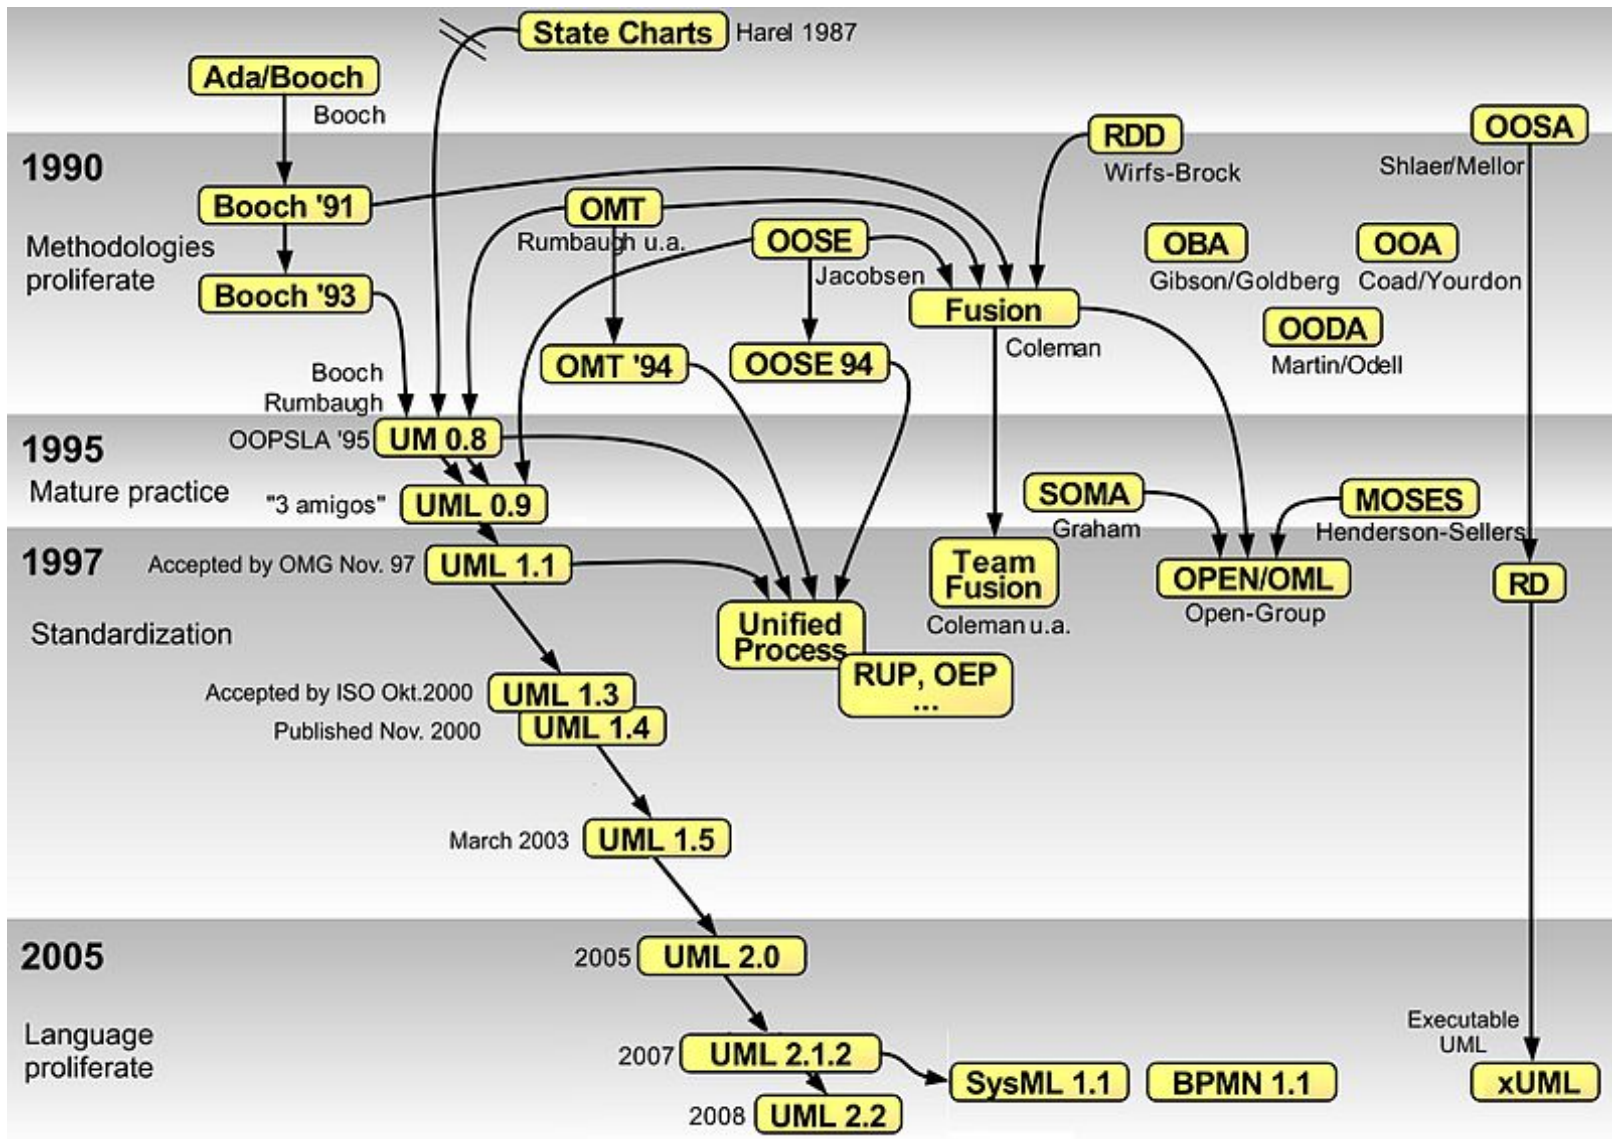 State Charts
Harel 1987
Ada/Booch
Booch
RDD
Wirfs-Brock
OOSA
Shlaer/Mellor
1990
Methodologies
proliferate
Booch '91
OMT
Rumbaugh u.a.
OOSE
Jacobsen
OBA
Gibson/Goldberg
OOA
Coad/Yourdon
Booch '93
Fusion
Coleman
OODA
Martin/Odell
OMT '94
OOSE 94
Booch
Rumbaugh
1995
Mature practice
OOPSLA '95
UM 0.8
"3 amigos"
UML 0.9
SOMA
Graham
MOSES
Henderson-Sellers
1997
Standardization
Accepted by OMG Nov. 97
UML 1.1
Team
Fusion
Coleman u.a.
OPEN/OML
Open-Group
RD
Unified
Process
RUP, OEP
...
Accepted by ISO Okt.2000
UML 1.3
Published Nov. 2000
UML 1.4
March 2003
UML 1.5
2005
Language
proliferate
2005
UML 2.0
2007
UML 2.1.2
2008
UML 2.2
SysML 1.1
BPMN 1.1
Executable
UML
xUML